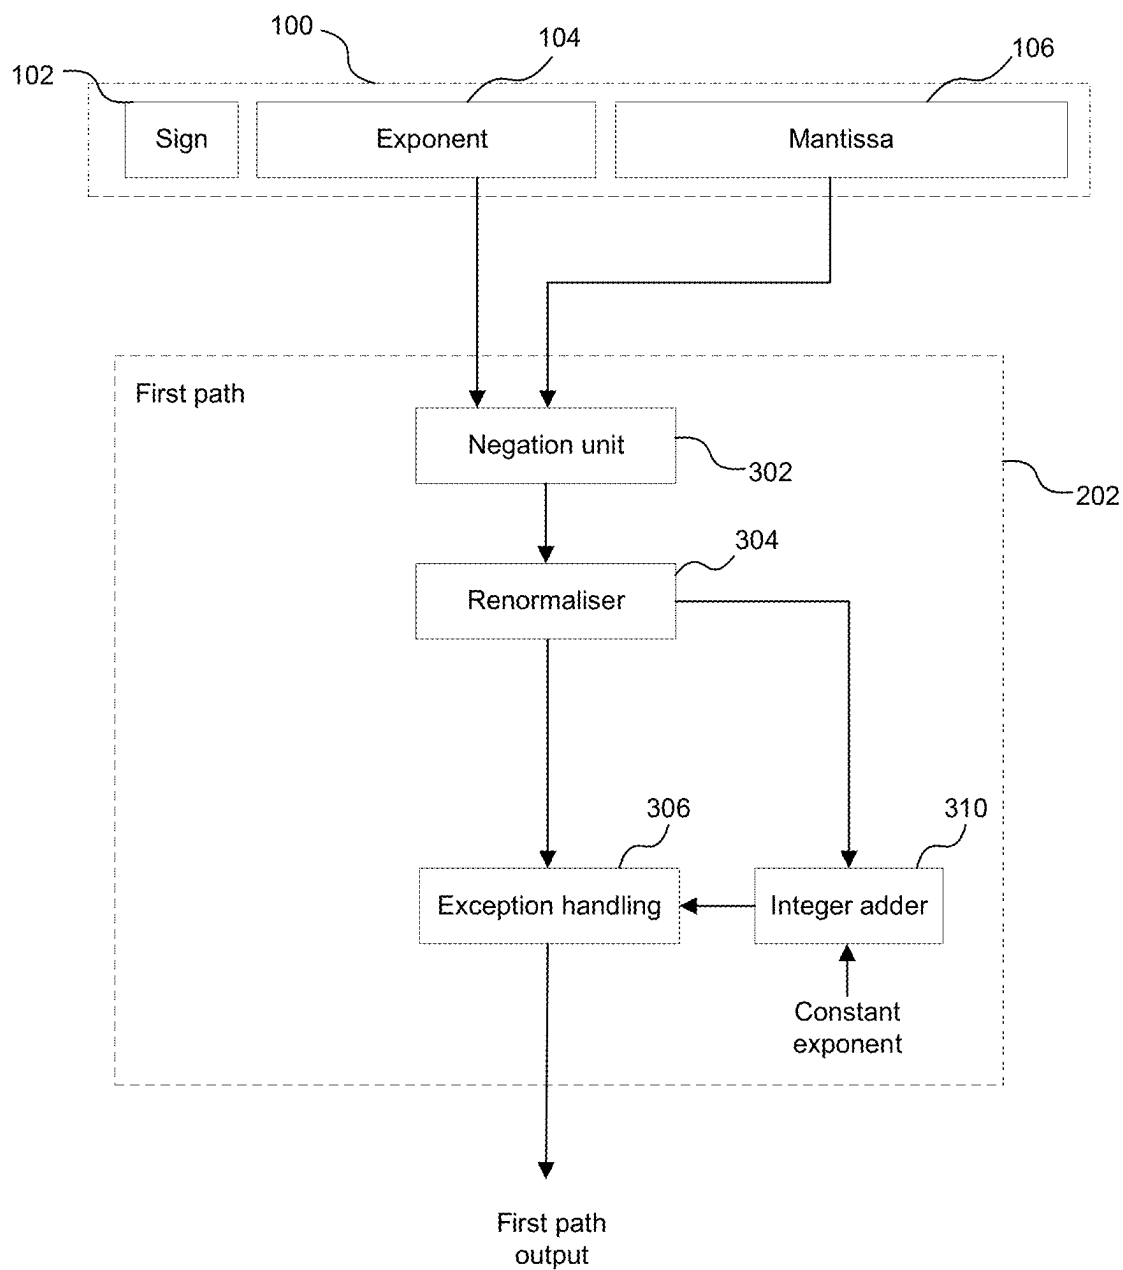 100
104
106
102
Sign
Exponent
Mantissa
First path
Negation unit
302
202
304
Renormaliser
306
310
Exception handling
Integer adder
Constant
exponent
First path
output